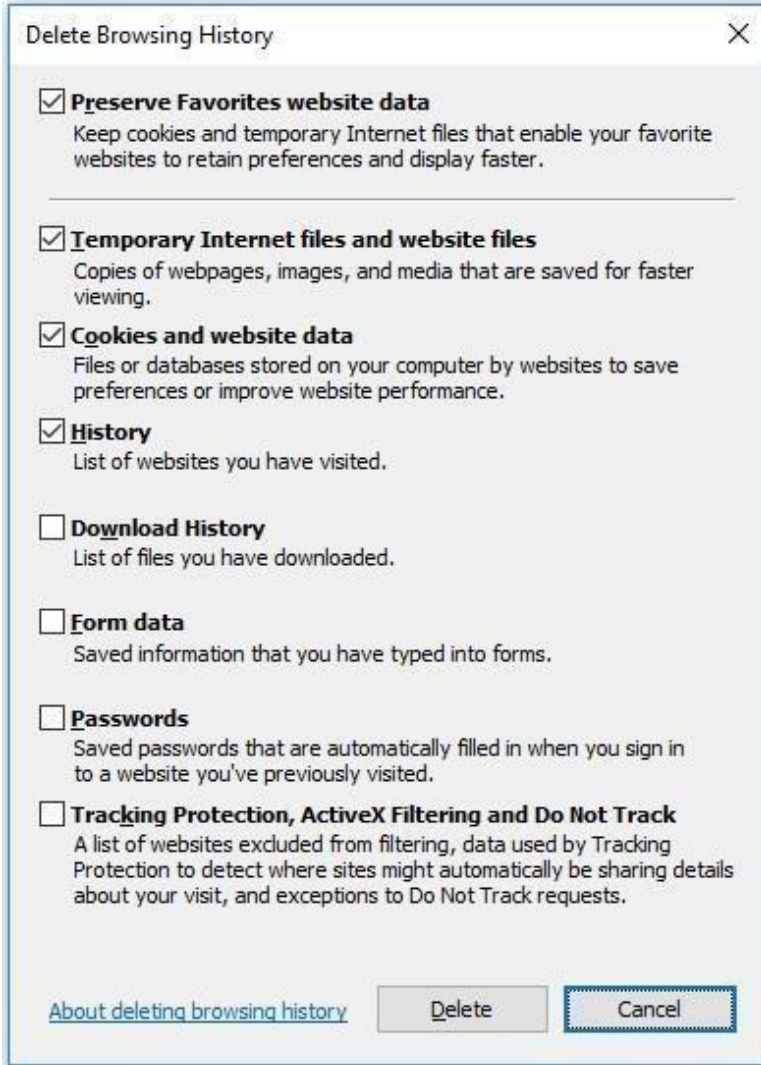 Delete Browsing History
Preserve Favorites website data
Keep cookies and temporary Internet files that enable your favorite
websites to retain preferences and display faster.
Temporary Internet files and website files
Copies of webpages, images, and media that are saved for faster
viewing.
Cookies and website data
Files or databases stored on your computer by websites to save
preferences or improve website performance.
History
List of websites you have visited.
Download History
List of files you have downloaded.
Form data
Saved information that you have typed into forms.
Passwords
Saved passwords that are automatically filled in when you sign in
to a website you've previously visited.
Tracking Protection, ActiveX Filtering and Do Not Track
A list of websites excluded from filtering, data used by Tracking
Protection to detect where sites might automatically be sharing details
about your visit, and exceptions to Do Not Track requests.
About deleting browsing history Delete Cancel